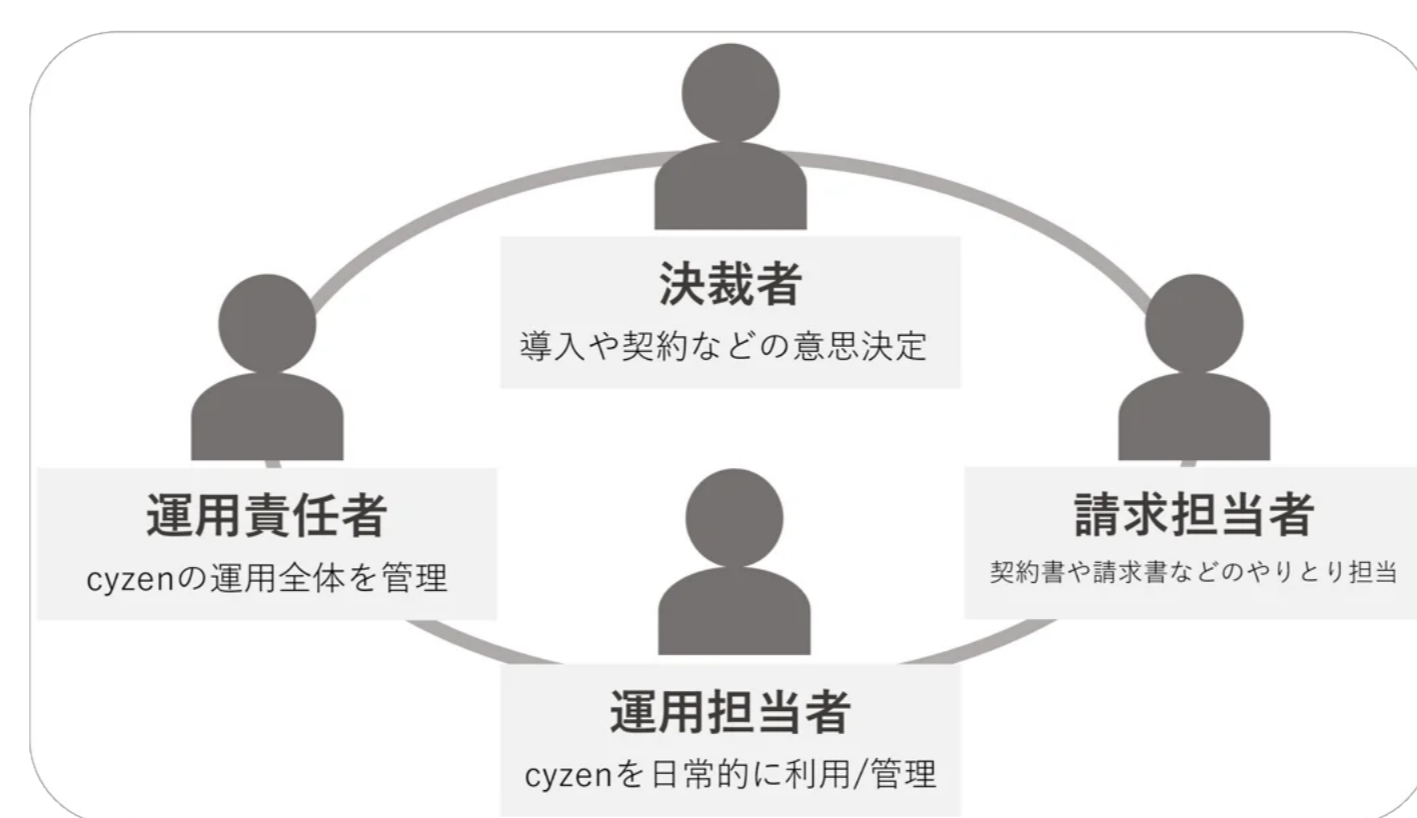 決裁者
導入や契約などの意思決定
運用責任者
cyzenの運用全体を管理
請求担当者
契約書や請求書などのやりとり担当
運用担当者
cyzenを日常的に利用/管理